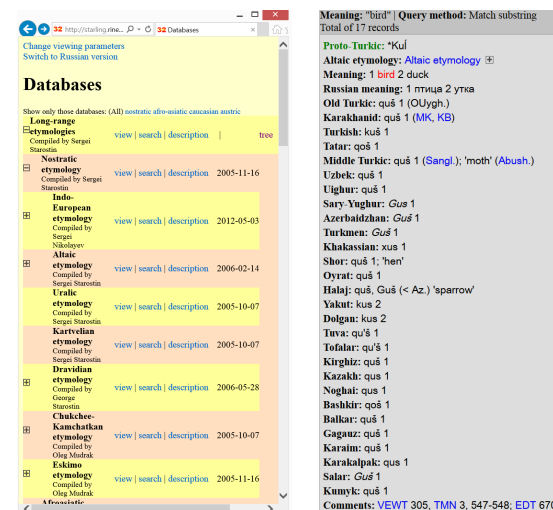 http://starling.rine...
32 Databases
Change viewing parameters
Switch to Russian version
Databases
Show only those databases: (All) nostratic afro-asiatic caucasian austric
Long-range
etymologies
Compiled by Sergei
Starostin
view | search | description | tree
Nostratic
etymology
Compiled by Sergei
Starostin
view | search | description 2005-11-16
Indo-
European
etymology
Compiled by
Sergei
Nikolayev
view | search | description 2012-05-03
Altaic
etymology
Compiled by
Sergei Starostin
view | search | description 2006-02-14
Uralic
etymology
Compiled by
Sergei Starostin
view | search | description 2005-10-07
Kartvelian
etymology
Compiled by
Sergei Starostin
view | search | description 2005-10-07
Dravidian
etymology
Compiled by
George
Starostin
view | search | description 2006-05-28
Chukchee-
Kamchatkan
etymology
Compiled by
Oleg Mudrak
view | search | description 2005-10-07
Eskimo
etymology
Compiled by
Oleg Mudrak
view | search | description 2005-11-16
Afroasiatic
Meaning: "bird" | Query method: Match substring
Total of 17 records
Proto-Turkic: *Kuĺ
Altaic etymology: Altaic etymology
Meaning: 1 bird 2 duck
Russian meaning: 1 птица 2 утка
Old Turkic: quš 1 (OUygh.)
Karakhanid: quš 1 (MK, KB)
Turkish: kuš 1
Tatar: qoš 1
Middle Turkic: quš 1 (Sangl.); 'moth' (Abush.)
Uzbek: quš 1
Uighur: quš 1
Sary-Yughur: Gus 1
Azerbaidzhan: Guš 1
Turkmen: Guš 1
Khakassian: xus 1
Shor: quš 1; 'hen'
Oyrat: quš 1
Halaj: quš, Guš (< Az.) 'sparrow'
Yakut: kus 2
Dolgan: kus 2
Tuva: qu'š 1
Tofalar: qu'š 1
Kirghiz: quš 1
Kazakh: qus 1
Noghai: qus 1
Bashkir: qoš 1
Balkar: quš 1
Gagauz: quš 1
Karaim: quš 1
Karakalpak: qus 1
Salar: Guš 1
Kumyk: quš 1
Comments: VEWT 305, TMN 3, 547-548; EDT 670